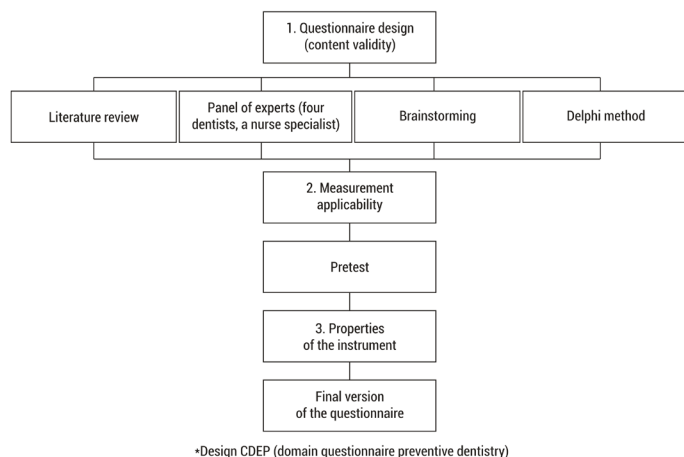 1. Questionnaire design
(content validity)
Literature review
Panel of experts (four
dentists, a nurse specialist)
Brainstorming
Delphi method
2. Measurement
applicability
Pretest
3. Properties
of the instrument
Final version
of the questionnaire
*Design CDEP (domain questionnaire preventive dentistry)